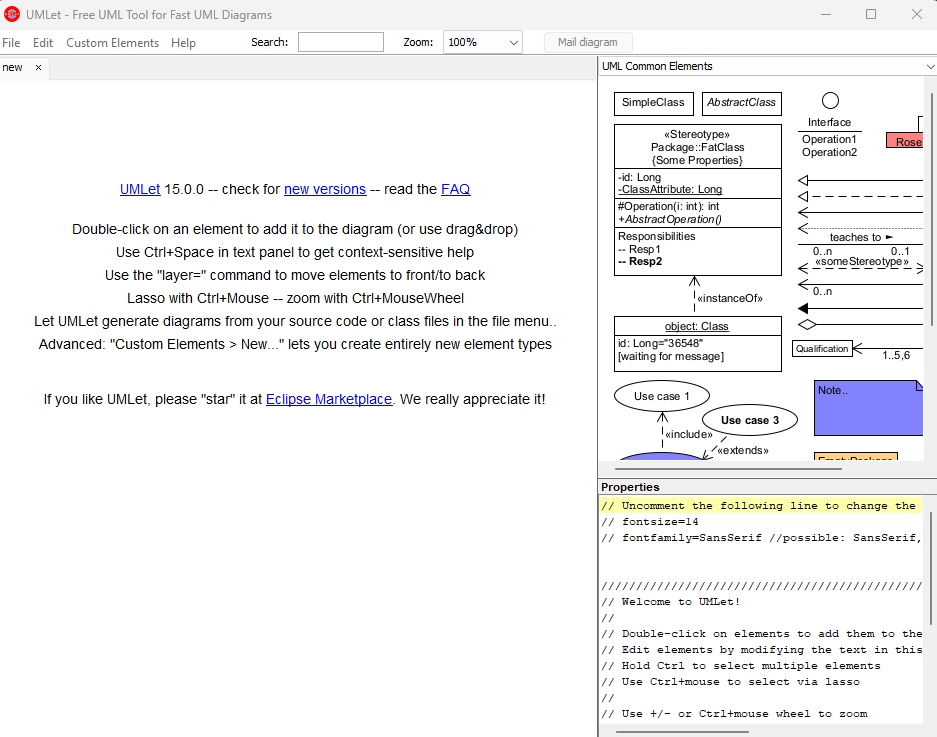 UMLet - Free UML Tool for Fast UML Diagrams
File Edit Custom Elements Help Search: Zoom: 100% Mail diagram
new
UMLet 15.0.0 -- check for new versions -- read the FAQ
Double-click on an element to add it to the diagram (or use drag&drop)
Use Ctrl+Space in text panel to get context-sensitive help
Use the "layer=" command to move elements to front/to back
Lasso with Ctrl+Mouse -- zoom with Ctrl+MouseWheel
Let UMLet generate diagrams from your source code or class files in the file menu..
Advanced: "Custom Elements > New..." lets you create entirely new element types
If you like UMLet, please "star" it at Eclipse Marketplace. We really appreciate it!
UML Common Elements
SimpleClass
AbstractClass
«Stereotype»
Package::FatClass
{Some Properties}
-id: Long
-ClassAttribute: Long
#Operation(i: int): int
+AbstractOperation()
Responsibilities
-- Resp1
-- Resp2
«instanceOf»
object: Class
id: Long="36548"
[waiting for message]
Interface
Operation1
Operation2
Rose
teaches to ►
0..n 0..1
«someStereotype»
0..n
Qualification
1..5,6
Use case 1
Use case 3
«include»
«extends»
Note..
EmptyPackage
Properties
// Uncomment the following line to change the
// fontsize=14
// fontfamily=SansSerif //possible: SansSerif,
//////////////////////////////////////////////
// Welcome to UMLet!
//
// Double-click on elements to add them to the
// Edit elements by modifying the text in this
// Hold Ctrl to select multiple elements
// Use Ctrl+mouse to select via lasso
//
// Use +/- or Ctrl+mouse wheel to zoom